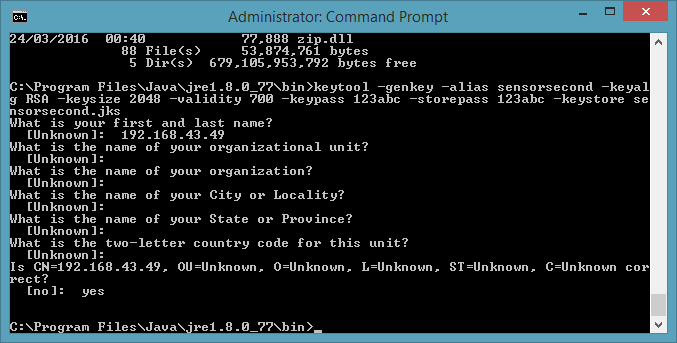 Administrator: Command Prompt
24/03/2016  00:40            77,888 zip.dll
              88 File(s)     53,874,761 bytes
               5 Dir(s)  679,105,953,792 bytes free
C:\Program Files\Java\jre1.8.0_77\bin>keytool -genkey -alias sensorsecond -keyal
g RSA -keysize 2048 -validity 700 -keypass 123abc -storepass 123abc -keystore se
nsorsecond.jks
What is your first and last name?
  [Unknown]:  192.168.43.49
What is the name of your organizational unit?
  [Unknown]:
What is the name of your organization?
  [Unknown]:
What is the name of your City or Locality?
  [Unknown]:
What is the name of your State or Province?
  [Unknown]:
What is the two-letter country code for this unit?
  [Unknown]:
Is CN=192.168.43.49, OU=Unknown, O=Unknown, L=Unknown, ST=Unknown, C=Unknown cor
rect?
  [no]:  yes
C:\Program Files\Java\jre1.8.0_77\bin>_